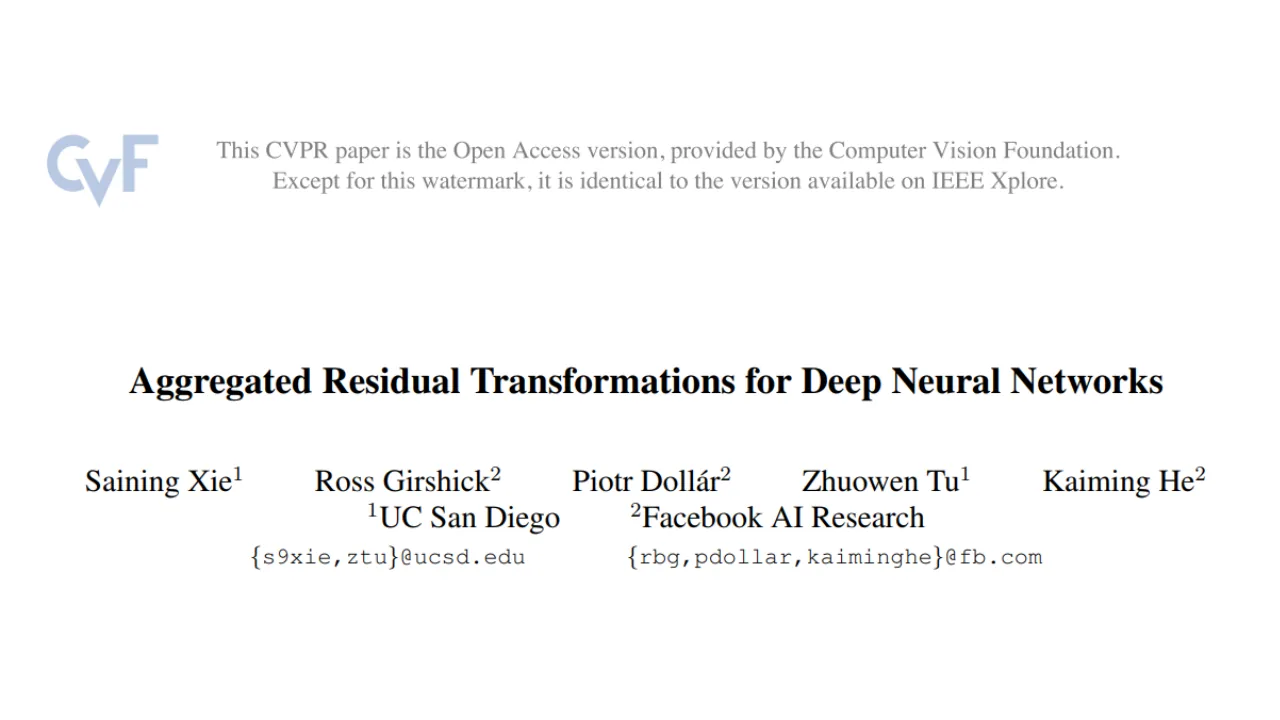 CVF
This CVPR paper is the Open Access version, provided by the Computer Vision Foundation.
Except for this watermark, it is identical to the version available on IEEE Xplore.
Aggregated Residual Transformations for Deep Neural Networks
Saining Xie¹ Ross Girshick² Piotr Dollár² Zhuowen Tu¹ Kaiming He²
¹UC San Diego ²Facebook AI Research
{s9xie,ztu}@ucsd.edu {rbg,pdollar,kaiminghe}@fb.com